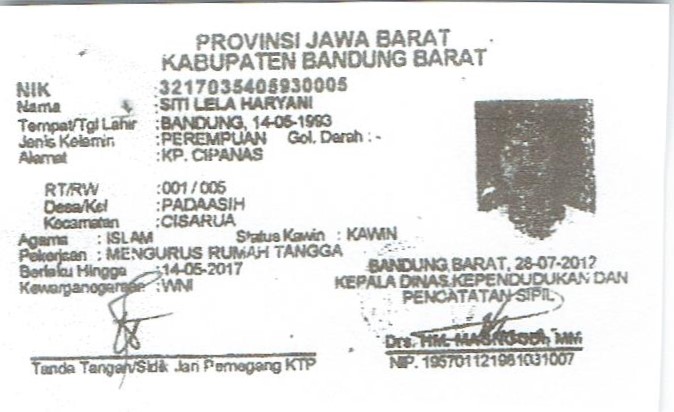 PROVINSI JAWA BARAT
KABUPATEN BANDUNG BARAT
NIK : 3217035405930005
Nama : SITI LELA HARYANI
Tempat/Tgl Lahir : BANDUNG, 14-05-1993
Jenis Kelamin : PEREMPUAN Gol. Darah : -
Alamat : KP. CIPANAS
RT/RW : 001 / 005
Desa/Kel : PADAASIH
Kecamatan : CISARUA
Agama : ISLAM Status Kawin : KAWIN
Pekerjaan : MENGURUS RUMAH TANGGA
Berlaku Hingga : 14-05-2017
Kewarganegaraan : WNI
BANDUNG BARAT, 28-07-2012
KEPALA DINAS KEPENDUDUKAN DAN
PENCATATAN SIPIL
Drs. HM. MM
NIP. 195701121981031007
Tanda Tangan/Sidik Jari Pemegang KTP